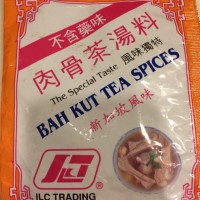 不含藥味
肉骨茶湯料
The Special Taste 風味獨特
BAH KUT TEA SPICES
新加坡風味
®
ILC TRADING